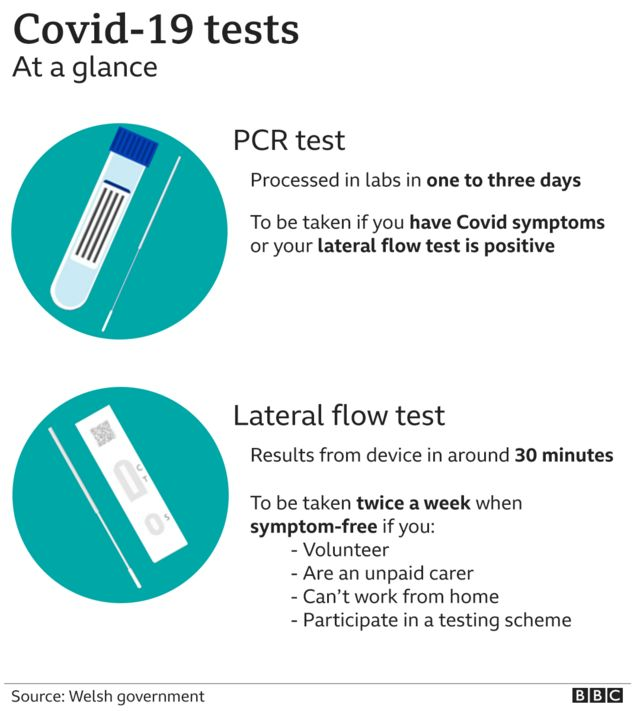 Covid-19 tests
At a glance
PCR test
Processed in labs in one to three days
To be taken if you have Covid symptoms
or your lateral flow test is positive
C
T
S
Lateral flow test
Results from device in around 30 minutes
To be taken twice a week when
symptom-free if you:
- Volunteer
- Are an unpaid carer
- Can't work from home
- Participate in a testing scheme
Source: Welsh government
BBC